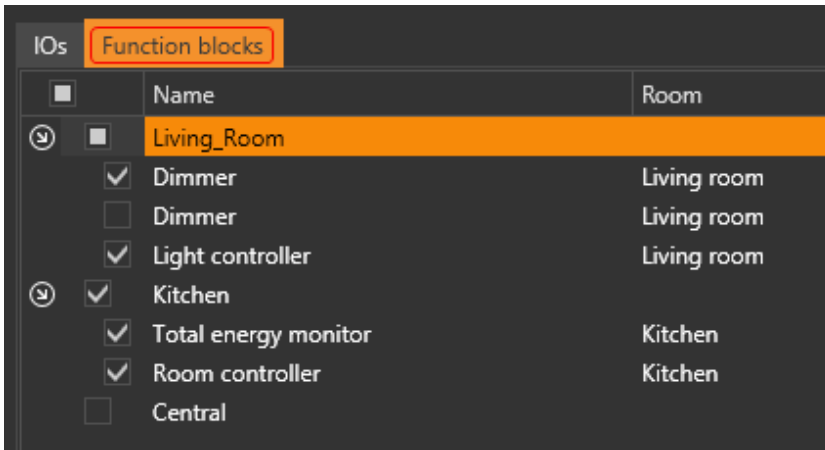 IOs Function blocks
Name Room
Living_Room
Dimmer Living room
Dimmer Living room
Light controller Living room
Kitchen
Total energy monitor Kitchen
Room controller Kitchen
Central